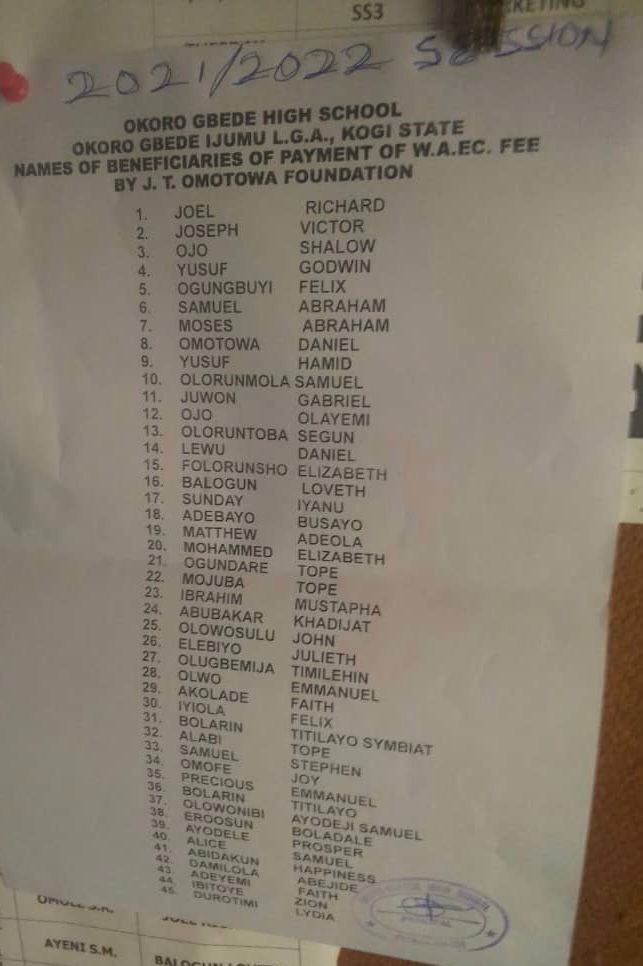 SS3
2021/2022 SESSION
OKORO GBEDE HIGH SCHOOL
OKORO GBEDE IJUMU L.G.A., KOGI STATE
NAMES OF BENEFICIARIES OF PAYMENT OF W.A.EC. FEE
BY J. T. OMOTOWA FOUNDATION
1. JOEL RICHARD
2. JOSEPH VICTOR
3. OJO SHALOW
4. YUSUF GODWIN
5. OGUNGBUYI FELIX
6. SAMUEL ABRAHAM
7. MOSES ABRAHAM
8. OMOTOWA DANIEL
9. YUSUF HAMID
10. OLORUNMOLA SAMUEL
11. JUWON GABRIEL
12. OJO OLAYEMI
13. OLORUNTOBA SEGUN
14. LEWU DANIEL
15. FOLORUNSHO ELIZABETH
16. BALOGUN LOVETH
17. SUNDAY IYANU
18. ADEBAYO BUSAYO
19. MATTHEW ADEOLA
20. MOHAMMED ELIZABETH
21. OGUNDARE TOPE
22. MOJUBA TOPE
23. IBRAHIM MUSTAPHA
24. ABUBAKAR KHADIJAT
25. OLOWOSULU JOHN
26. ELEBIYO JULIETH
27. OLUGBEMIJA TIMILEHIN
28. OLWO EMMANUEL
29. AKOLADE FAITH
30. IYIOLA FELIX
31. BOLARIN TITILAYO SYMBIAT
32. ALABI TOPE
33. SAMUEL STEPHEN
34. OMOFE JOY
35. PRECIOUS EMMANUEL
36. BOLARIN TITILAYO
37. OLOWONIBI AYODEJI SAMUEL
38. EROOSUN BOLADALE
39. AYODELE PROSPER
40. ALICE SAMUEL
41. ABIDAKUN HAPPINESS
42. DAMILOLA ABEJIDE
43. ADEYEMI FAITH
44. IBITOYE ZION
45. DUROTIMI LYDIA
AYENI S.M.